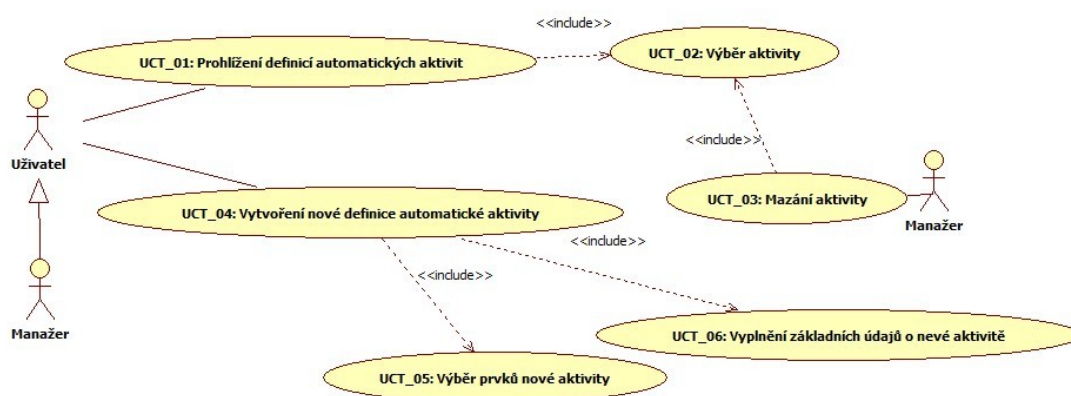 <<include>>
UCT_01: Prohlížení definicí automatických aktivit
UCT_02: Výběr aktivity
<<include>>
Uživatel
UCT_03: Mazání aktivity
UCT_04: Vytvoření nové definice automatické aktivity
Manažer
<<include>>
<<include>>
Manažer
UCT_06: Vyplnění základních údajů o nevé aktivitě
UCT_05: Výběr prvků nové aktivity